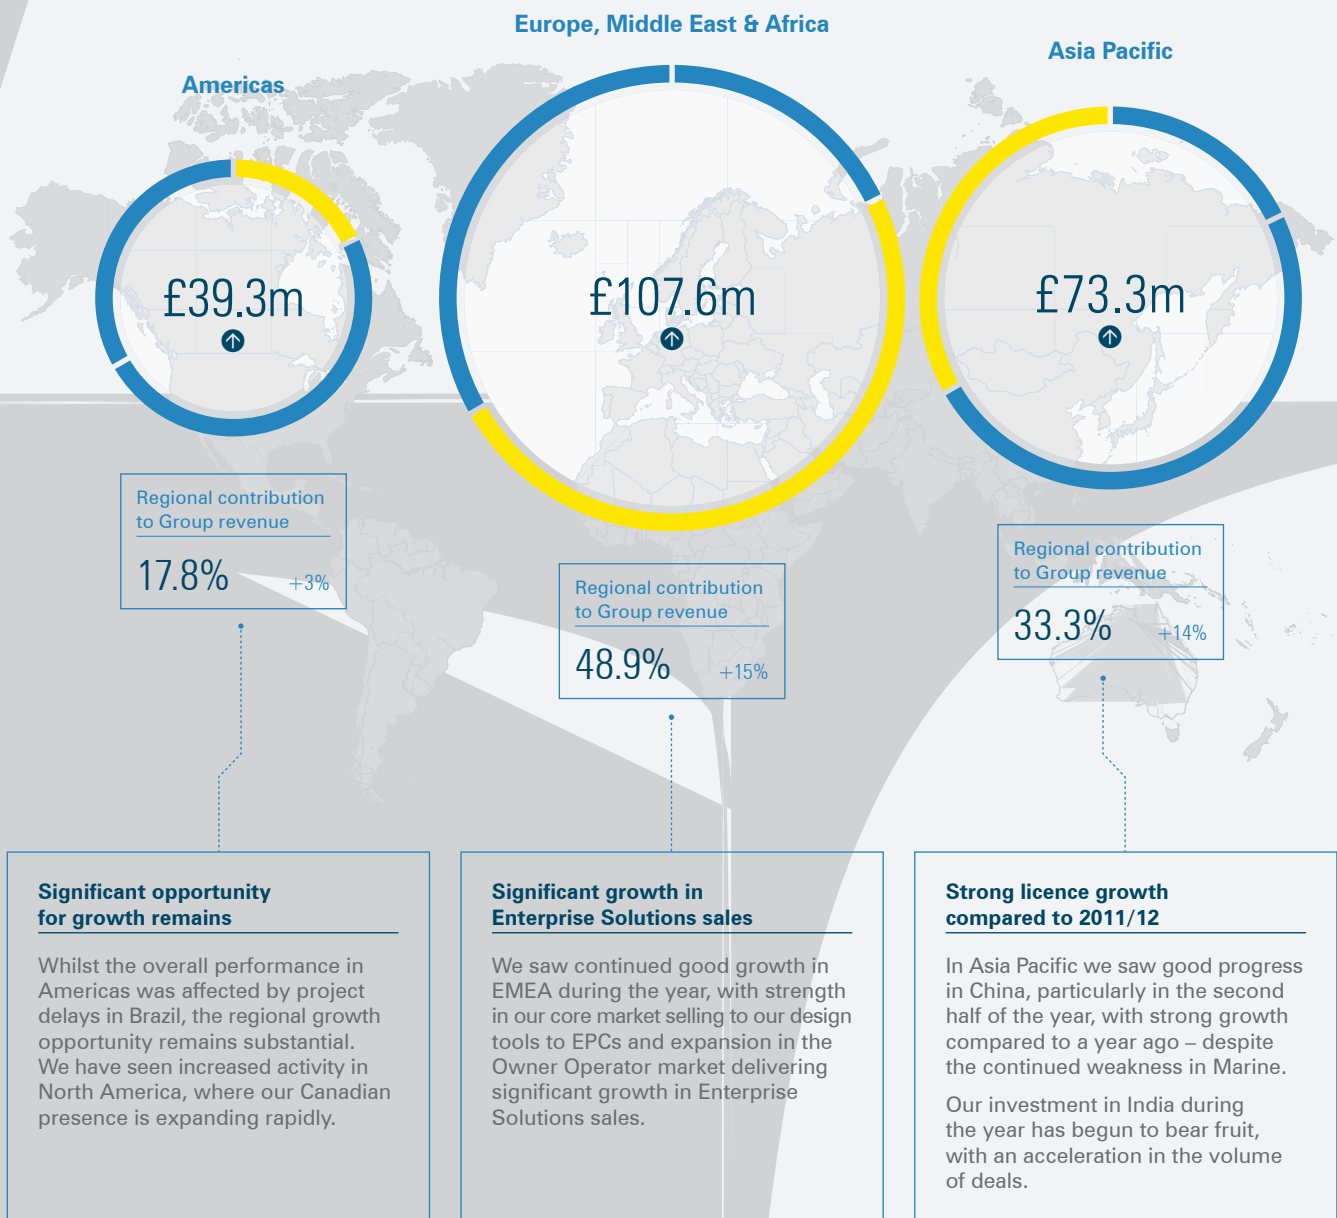 Americas
£39.3m
Regional contribution
to Group revenue
17.8% +3%
Significant opportunity
for growth remains
Whilst the overall performance in
Americas was affected by project
delays in Brazil, the regional growth
opportunity remains substantial.
We have seen increased activity in
North America, where our Canadian
presence is expanding rapidly.
Europe, Middle East & Africa
£107.6m
Regional contribution
to Group revenue
48.9% +15%
Significant growth in
Enterprise Solutions sales
We saw continued good growth in
EMEA during the year, with strength
in our core market selling to our design
tools to EPCs and expansion in the
Owner Operator market delivering
significant growth in Enterprise
Solutions sales.
Asia Pacific
£73.3m
Regional contribution
to Group revenue
33.3% +14%
Strong licence growth
compared to 2011/12
In Asia Pacific we saw good progress
in China, particularly in the second
half of the year, with strong growth
compared to a year ago – despite
the continued weakness in Marine.
Our investment in India during
the year has begun to bear fruit,
with an acceleration in the volume
of deals.